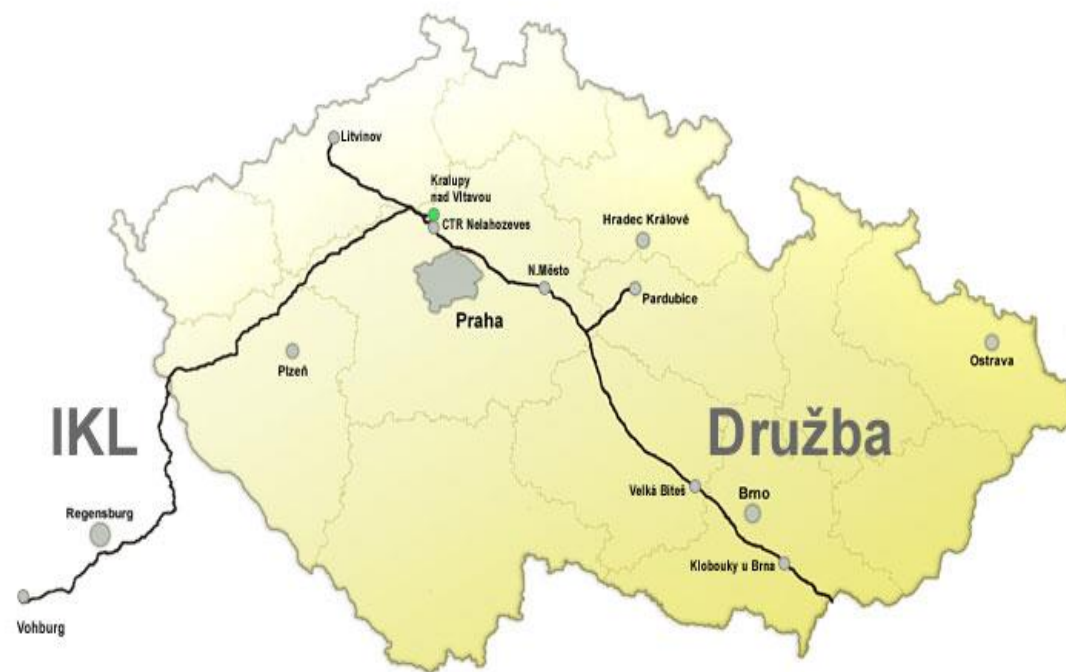 Litvinov
Kralupy
nad Vltavou
CTR Nelahozeves
Hradec Králové
N.Město
Pardubice
Praha
Plzeň
Ostrava
IKL
Družba
Velká Bíteš
Brno
Regensburg
Klobouky u Brna
Vohburg